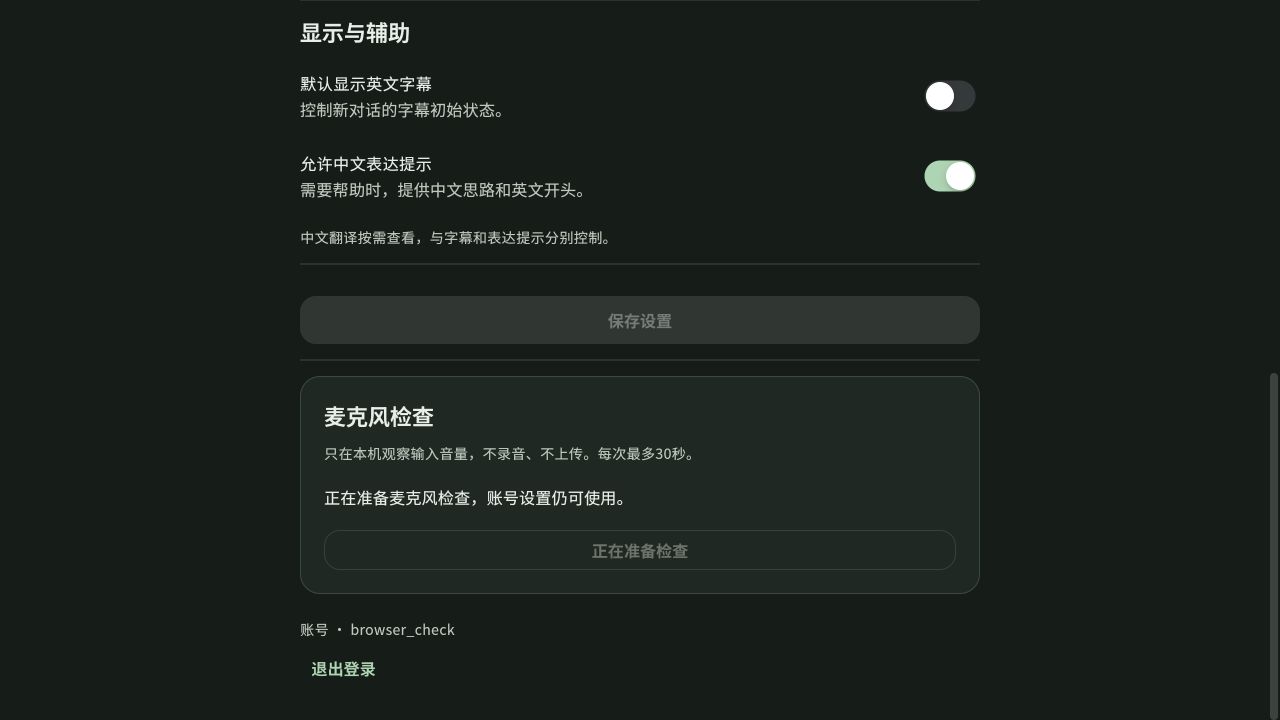 显示与辅助
默认显示英文字幕
控制新对话的字幕初始状态。
允许中文表达提示
需要帮助时，提供中文思路和英文开头。
中文翻译按需查看，与字幕和表达提示分别控制。
保存设置
麦克风检查
只在本机观察输入音量，不录音、不上传。每次最多30秒。
正在准备麦克风检查，账号设置仍可使用。
正在准备检查
账号 · browser_check
退出登录